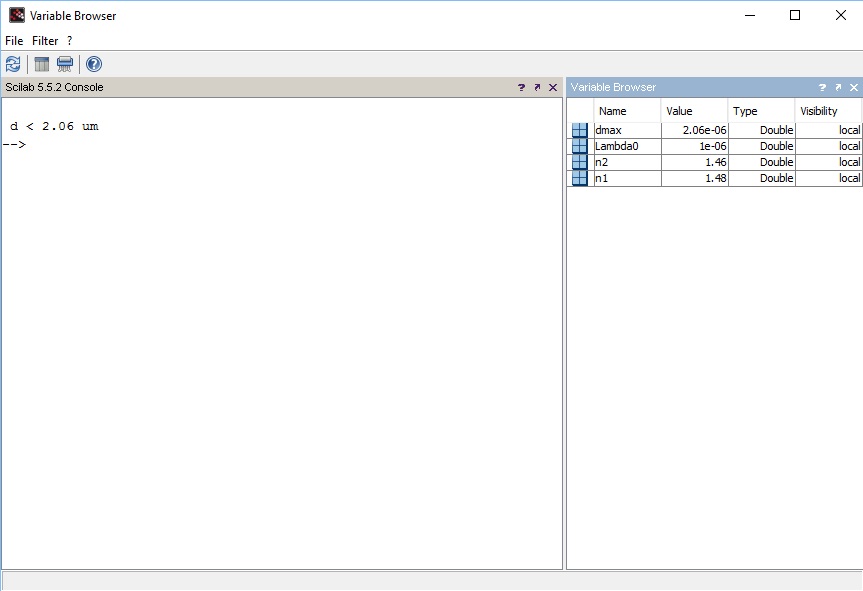 Variable Browser
File Filter ?
Scilab 5.5.2 Console ? Variable Browser ?
d < 2.06 um
-->
Name Value Type Visibility
dmax 2.06e-06 Double local
Lambda0 1e-06 Double local
n2 1.46 Double local
n1 1.48 Double local